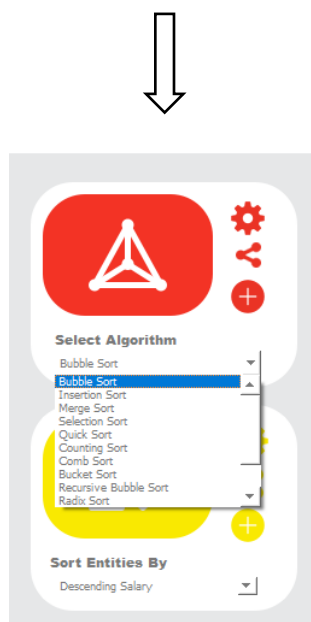 Select Algorithm
Bubble Sort
Bubble Sort
Insertion Sort
Merge Sort
Selection Sort
Quick Sort
Counting Sort
Comb Sort
Bucket Sort
Recursive Bubble Sort
Radix Sort
Sort Entities By
Descending Salary